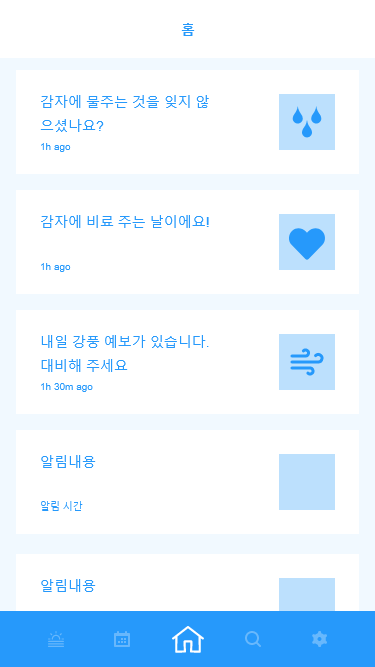 홈
감자에 물주는 것을 잊지 않
으셨나요?
1h ago
감자에 비료 주는 날이에요!
1h ago
내일 강풍 예보가 있습니다.
대비해 주세요
1h 30m ago
알림내용
알림 시간
알림내용